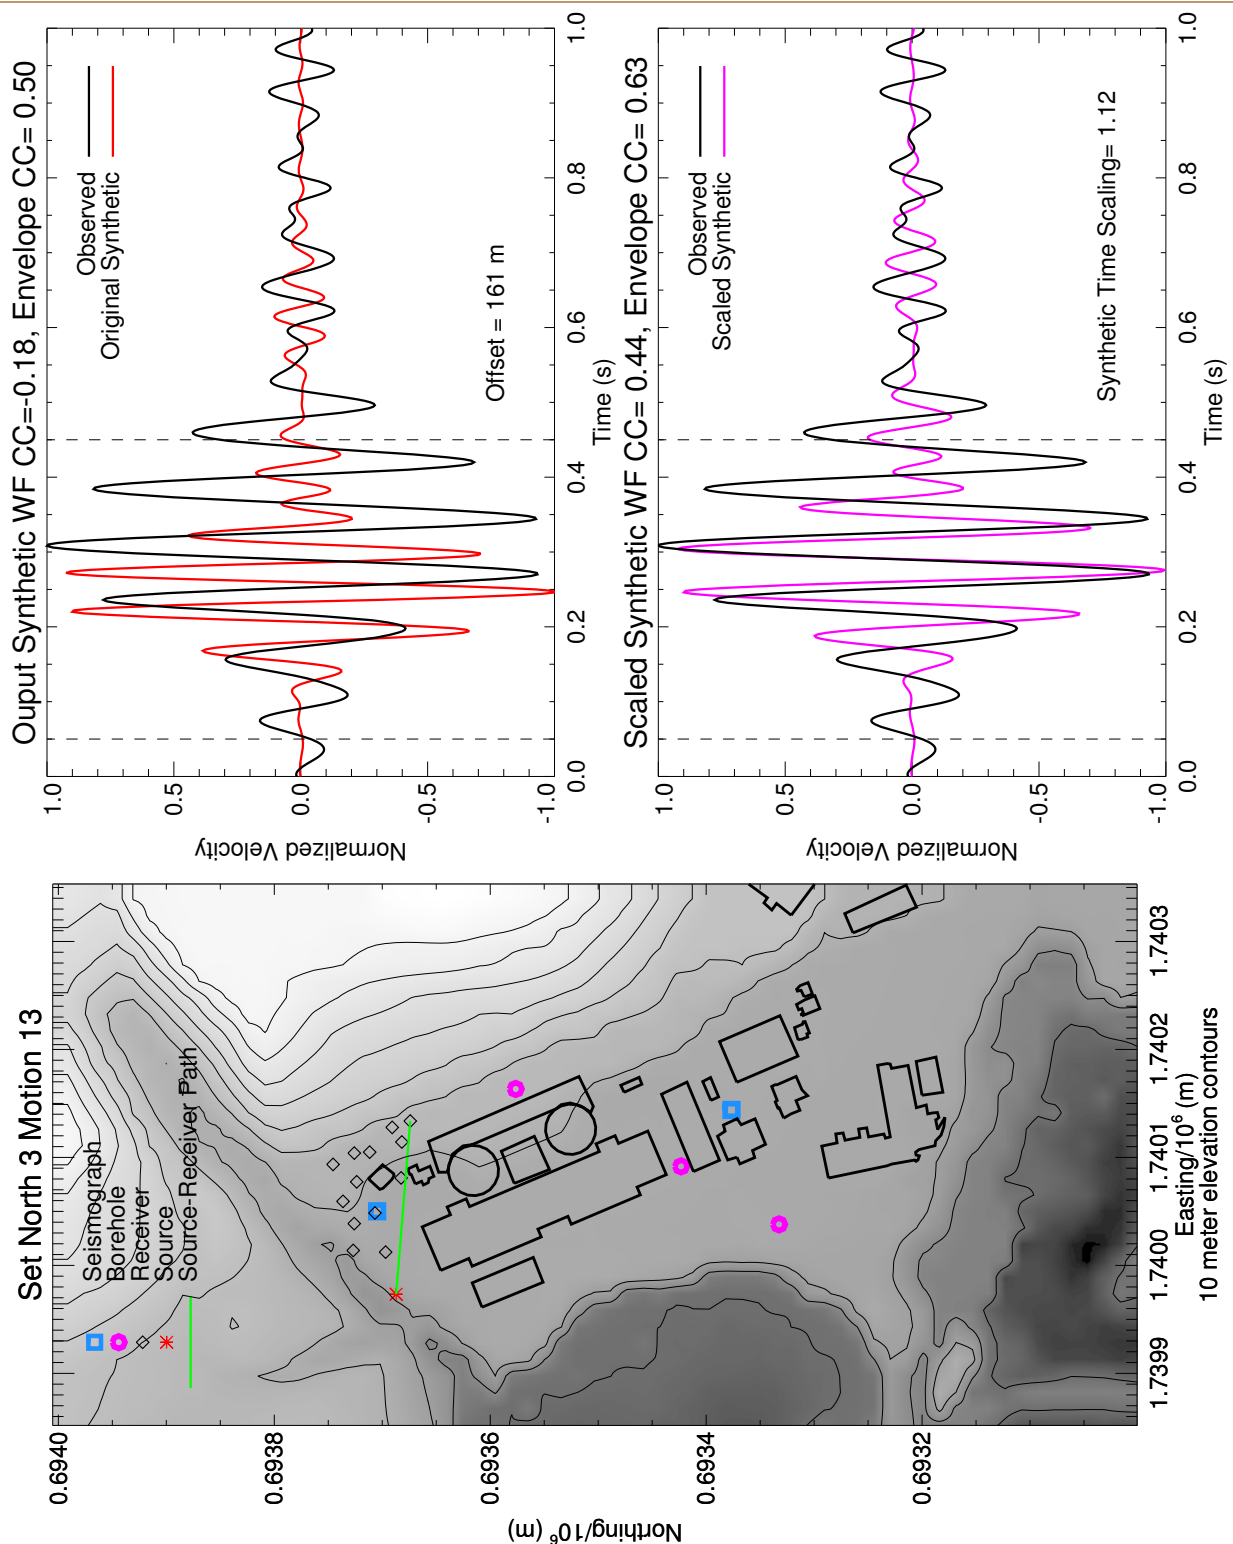 Set North 3 Motion 13
Seismograph
Borehole
Receiver
Source
Source-Receiver Path
0.6940
0.6938
0.6936
0.6934
0.6932
Northing/10⁶ (m)
1.7399
1.7400
1.7401
1.7402
1.7403
Easting/10⁶ (m)
10 meter elevation contours
Ouput Synthetic WF CC=-0.18, Envelope CC= 0.50
Observed
Original Synthetic
Offset = 161 m
1.0
0.5
0.0
-0.5
-1.0
Normalized Velocity
0.0
0.2
0.4
0.6
0.8
1.0
Time (s)
Scaled Synthetic WF CC= 0.44, Envelope CC= 0.63
Observed
Scaled Synthetic
Synthetic Time Scaling= 1.12
1.0
0.5
0.0
-0.5
-1.0
Normalized Velocity
0.0
0.2
0.4
0.6
0.8
1.0
Time (s)